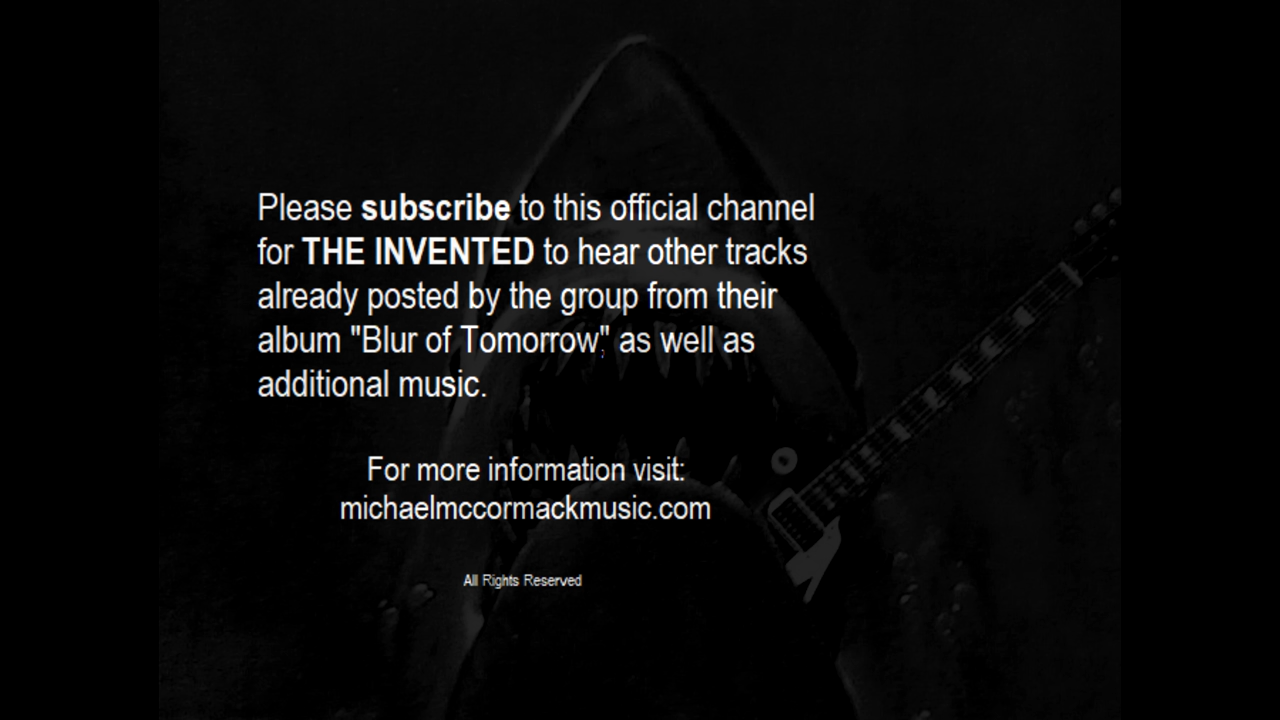 Please subscribe to this official channel
for THE INVENTED to hear other tracks
already posted by the group from their
album "Blur of Tomorrow", as well as
additional music.
For more information visit:
michaelmccormackmusic.com
All Rights Reserved